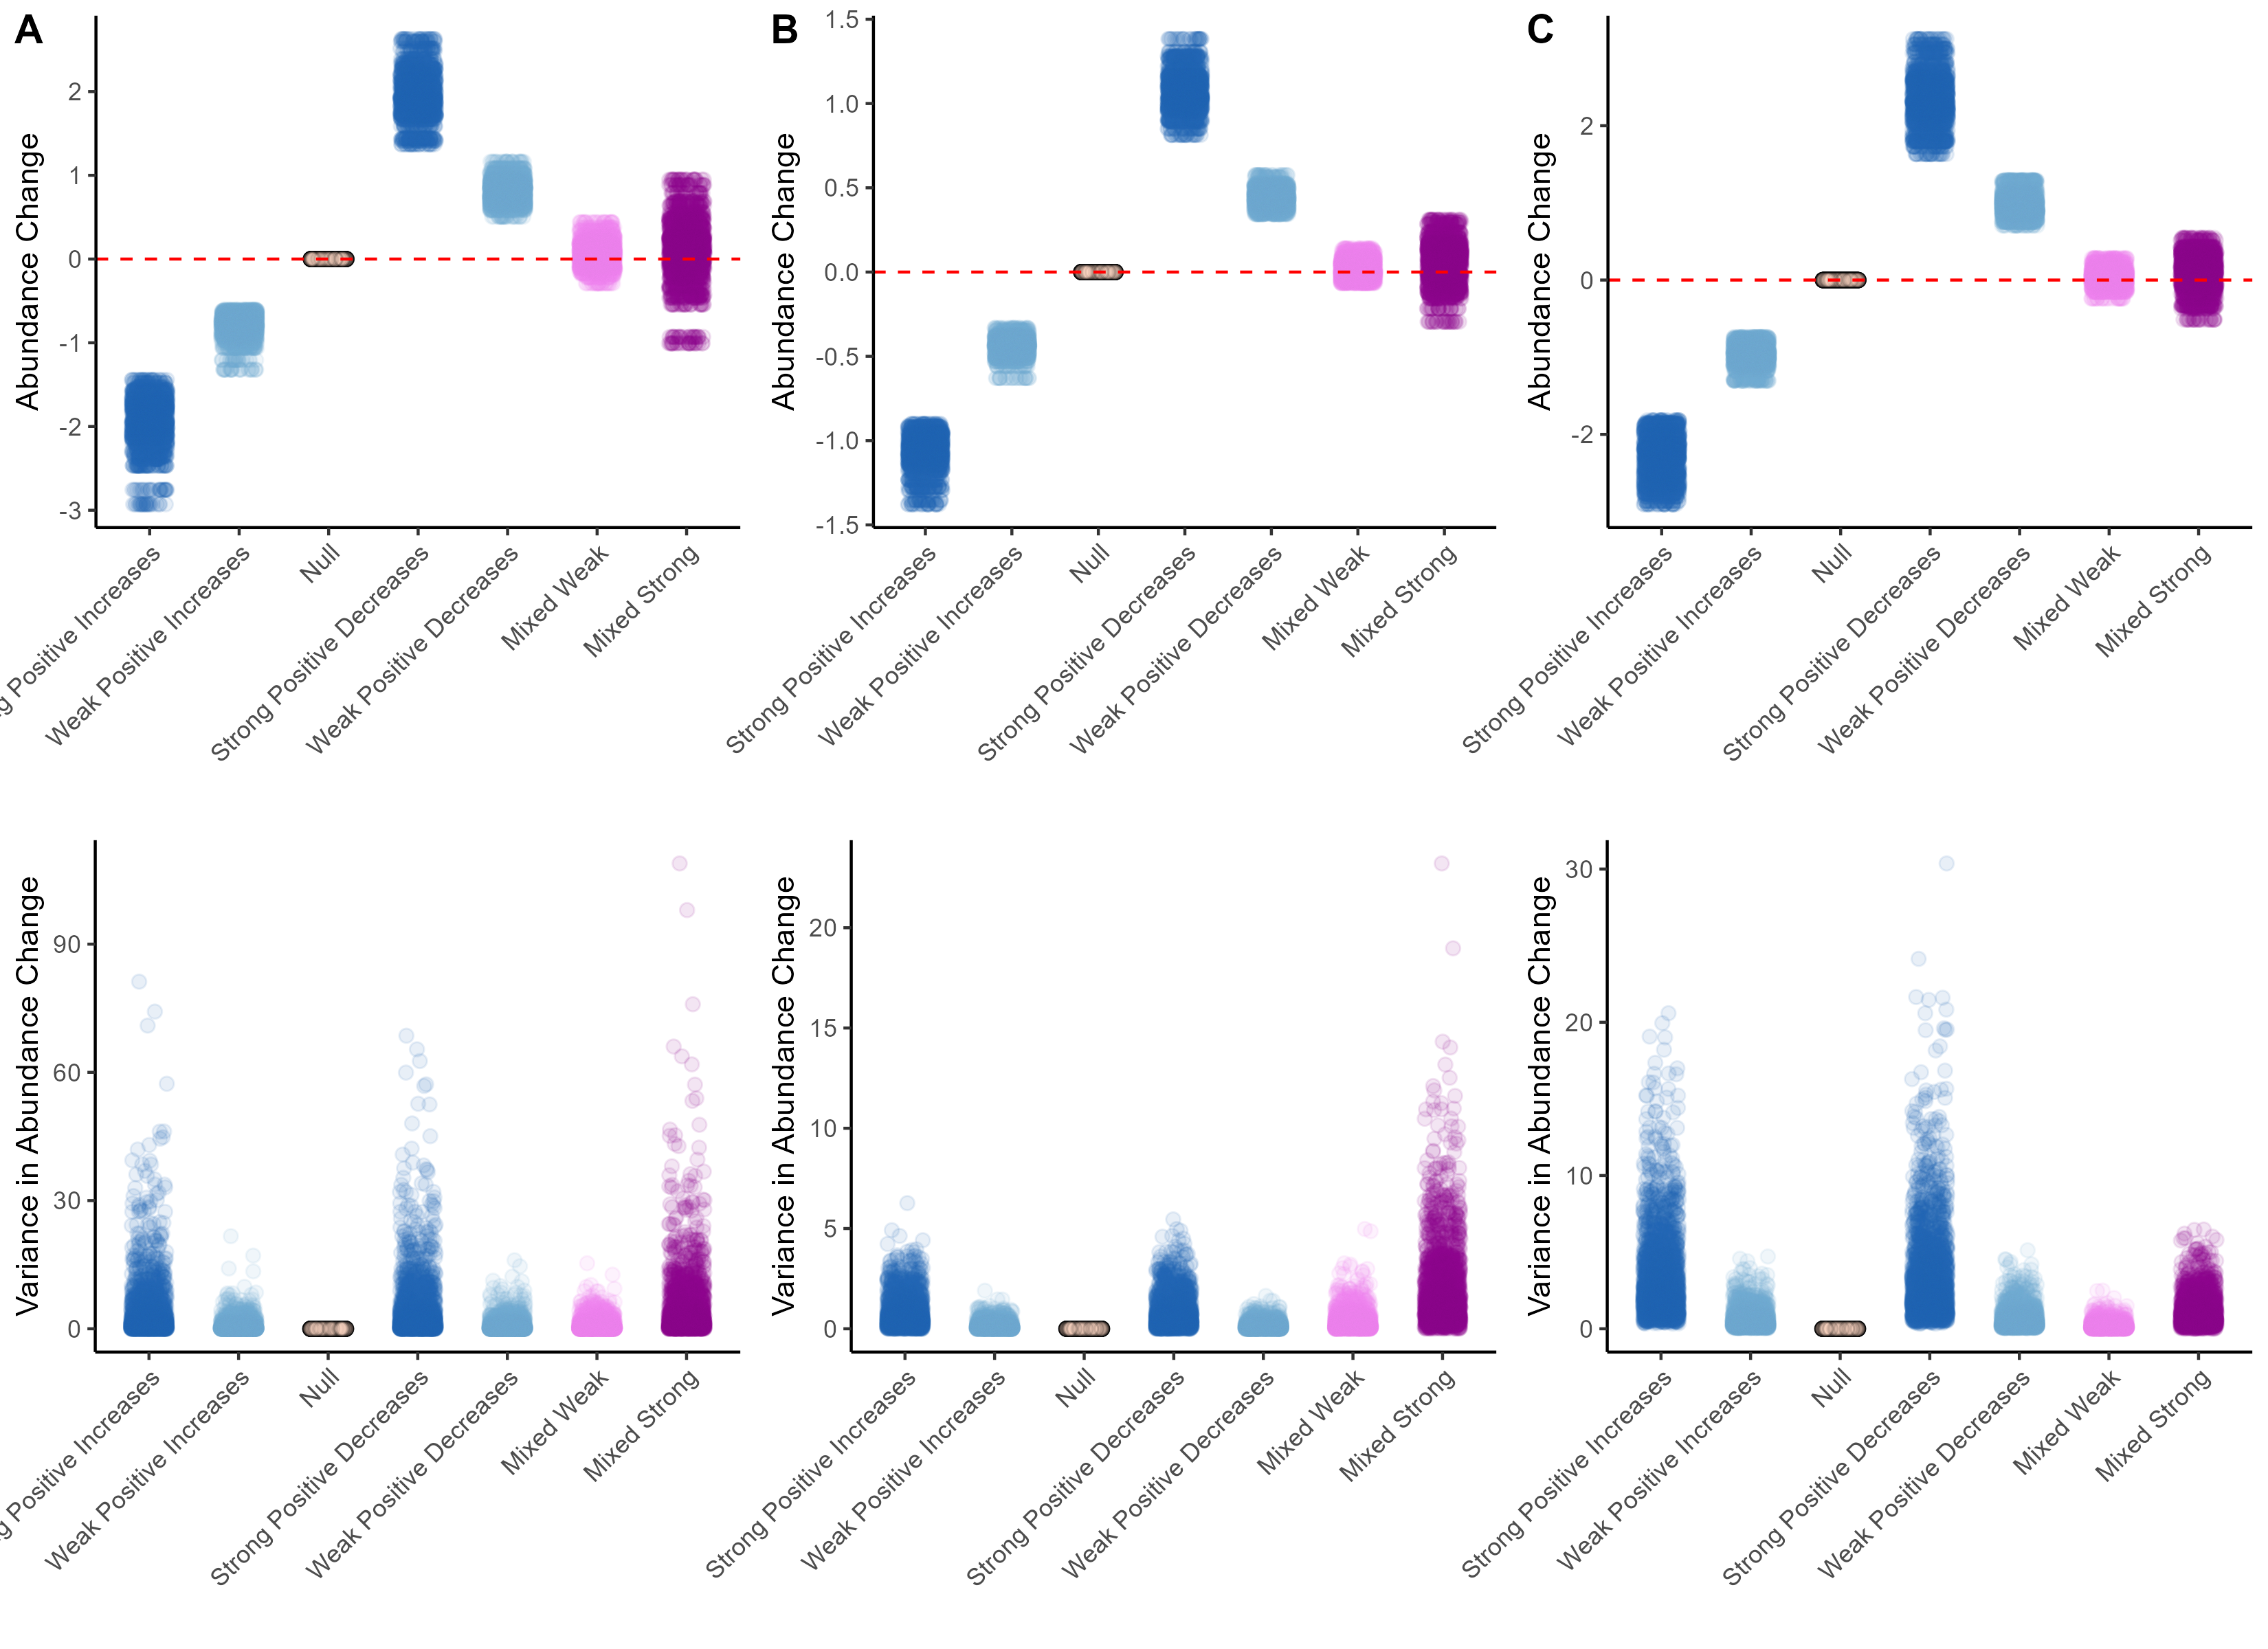 A
Abundance Change
2
1
0
-1
-2
-3
ng Positive Increases
Weak Positive Increases
Null
Strong Positive Decreases
Weak Positive Decreases
Mixed Weak
Mixed Strong
B
Abundance Change
1.5
1.0
0.5
0.0
-0.5
-1.0
-1.5
Strong Positive Increases
Weak Positive Increases
Null
Strong Positive Decreases
Weak Positive Decreases
Mixed Weak
Mixed Strong
C
Abundance Change
2
0
-2
Strong Positive Increases
Weak Positive Increases
Null
Strong Positive Decreases
Weak Positive Decreases
Mixed Weak
Mixed Strong
Variance in Abundance Change
90
60
30
0
g Positive Increases
Weak Positive Increases
Null
Strong Positive Decreases
Weak Positive Decreases
Mixed Weak
Mixed Strong
Variance in Abundance Change
20
15
10
5
0
Strong Positive Increases
Weak Positive Increases
Null
Strong Positive Decreases
Weak Positive Decreases
Mixed Weak
Mixed Strong
Variance in Abundance Change
30
20
10
0
Strong Positive Increases
Weak Positive Increases
Null
Strong Positive Decreases
Weak Positive Decreases
Mixed Weak
Mixed Strong